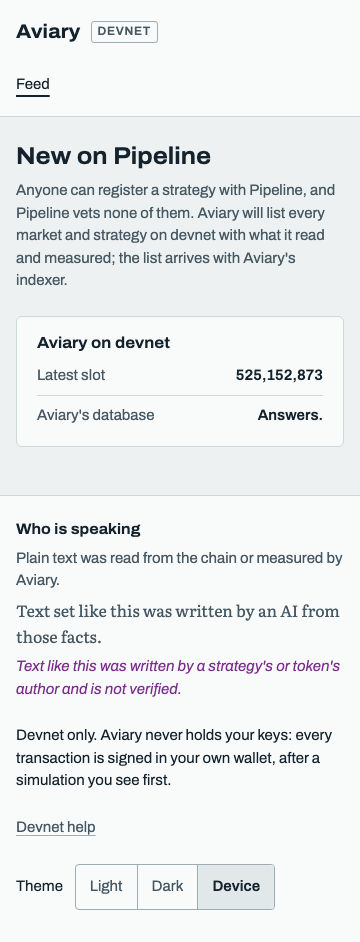 Aviary DEVNET
Feed
New on Pipeline
Anyone can register a strategy with Pipeline, and
Pipeline vets none of them. Aviary will list every
market and strategy on devnet with what it read
and measured; the list arrives with Aviary's
indexer.
Aviary on devnet
Latest slot 525,152,873
Aviary's database Answers.
Who is speaking
Plain text was read from the chain or measured by
Aviary.
Text set like this was written by an AI from
those facts.
Text like this was written by a strategy's or token's
author and is not verified.
Devnet only. Aviary never holds your keys: every
transaction is signed in your own wallet, after a
simulation you see first.
Devnet help
Theme Light Dark Device